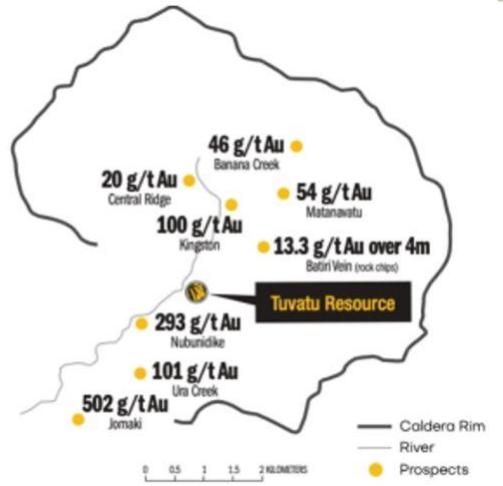 46 g/t Au
Banana Creek
20 g/t Au
Central Ridge
54 g/t Au
Matanavatu
100 g/t Au
Kingston
13.3 g/t Au over 4m
Batiri Vein (rock chips)
Tuvatu Resource
293 g/t Au
Nubunidike
101 g/t Au
Ura Creek
502 g/t Au
Jomaki
0 0.5 1 1.5 2 KILOMETERS
Caldera Rim
River
Prospects